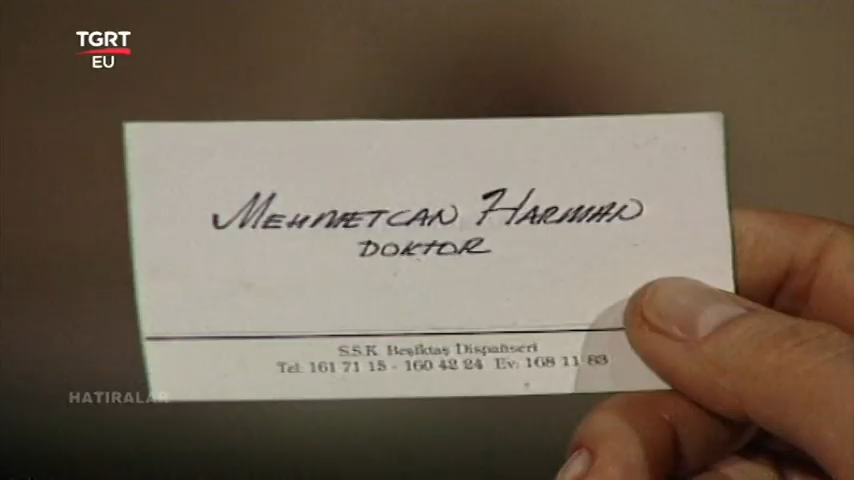 TGRT
EU
MEHMETCAN HARMAN
DOKTOR
S.S.K. Beşiktaş Dispanseri
Tel: 161 71 15 - 160 42 24 Ev: 168 11 83
HATIRALAR